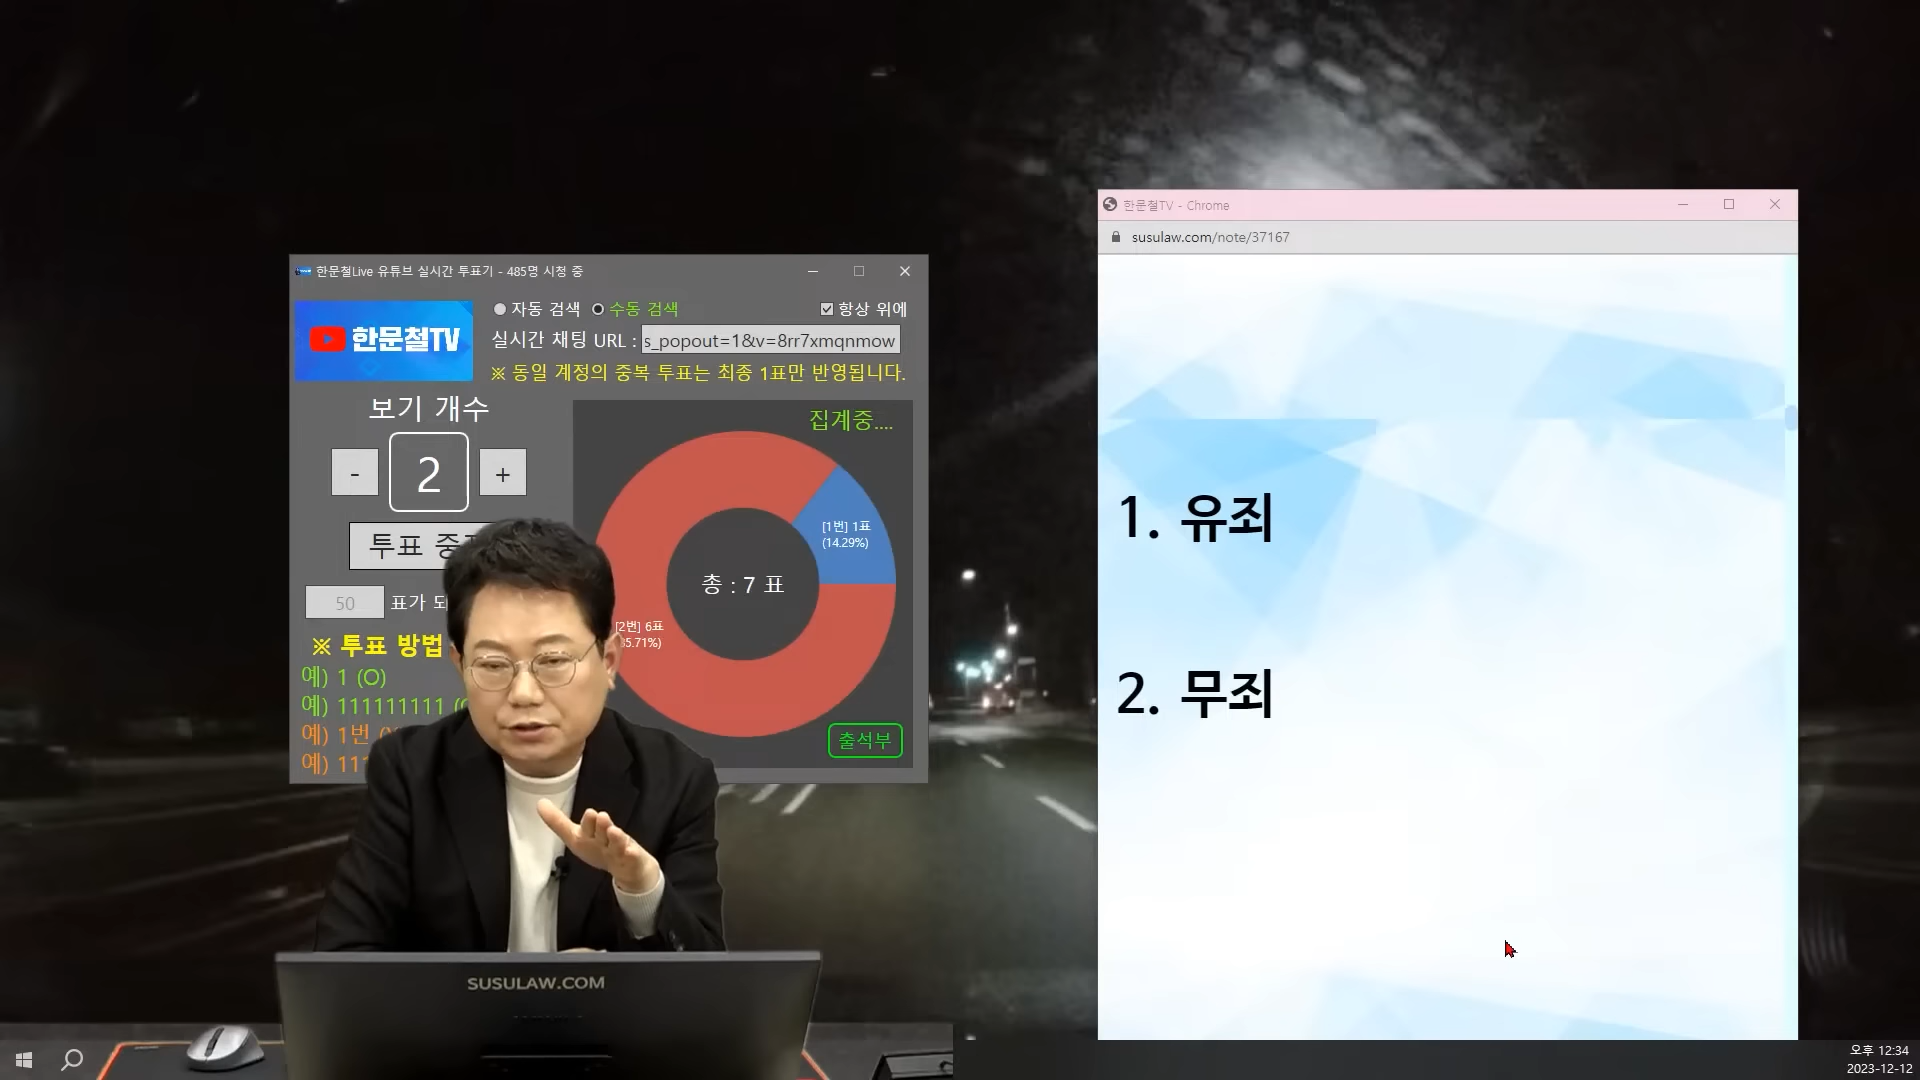 한문철Live 유튜브 실시간 투표기 - 485명 시청 중
한문철TV
자동 검색 수동 검색 항상 위에
실시간 채팅 URL : s_popout=1&v=8rr7xmqnmow
※ 동일 계정의 중복 투표는 최종 1표만 반영됩니다.
보기 개수
- 2 +
투표
50 표가
※ 투표 방법
예) 1 (O)
예) 111111111
예) 1번
예)
집계중....
[1번] 1표
(14.29%)
총 : 7 표
[2번] 6표
출석부
SUSULAW.COM
한문철TV - Chrome
susulaw.com/note/37167
1. 유죄
2. 무죄
오후 12:34
2023-12-12